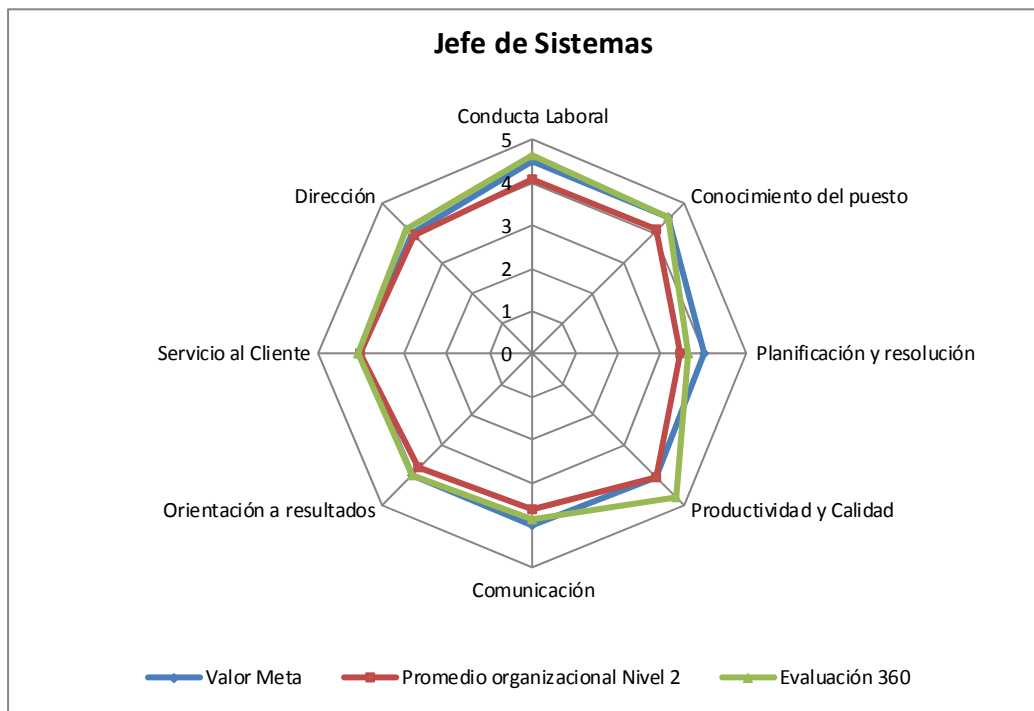 Jefe de Sistemas
Conducta Laboral
5
4
3
2
1
0
Dirección
Conocimiento del puesto
Servicio al Cliente
Planificación y resolución
Orientación a resultados
Productividad y Calidad
Comunicación
Valor Meta
Promedio organizacional Nivel 2
Evaluación 360